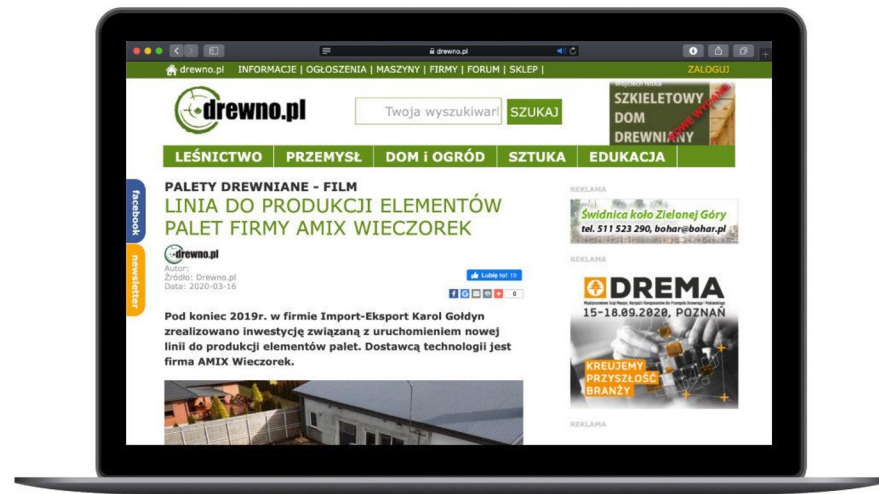 drewno.pl
drewno.pl
INFORMACJE | OGŁOSZENIA | MASZYNY | FIRMY | FORUM | SKLEP |
ZALOGUJ
drewno.pl
Twoja wyszukiwar
SZUKAJ
SZKIELETOWY
DOM
DREWNIANY
NOWE WYDANIE
LEŚNICTWO
PRZEMYSŁ
DOM i OGRÓD
SZTUKA
EDUKACJA
facebook
newsletter
PALETY DREWNIANE - FILM
LINIA DO PRODUKCJI ELEMENTÓW
PALET FIRMY AMIX WIECZOREK
drewno.pl
Autor:
Źródło: Drewno.pl
Data: 2020-03-16
Lubię to! 10
0
Pod koniec 2019r. w firmie Import-Eksport Karol Gołdyn
zrealizowano inwestycję związaną z uruchomieniem nowej
linii do produkcji elementów palet. Dostawcą technologii jest
firma AMIX Wieczorek.
REKLAMA
Świdnica koło Zielonej Góry
tel. 511 523 290, bohar@bohar.pl
REKLAMA
DREMA
15-18.09.2020, POZNAŃ
KREUJEMY
PRZYSZŁOŚĆ
BRANŻY
REKLAMA